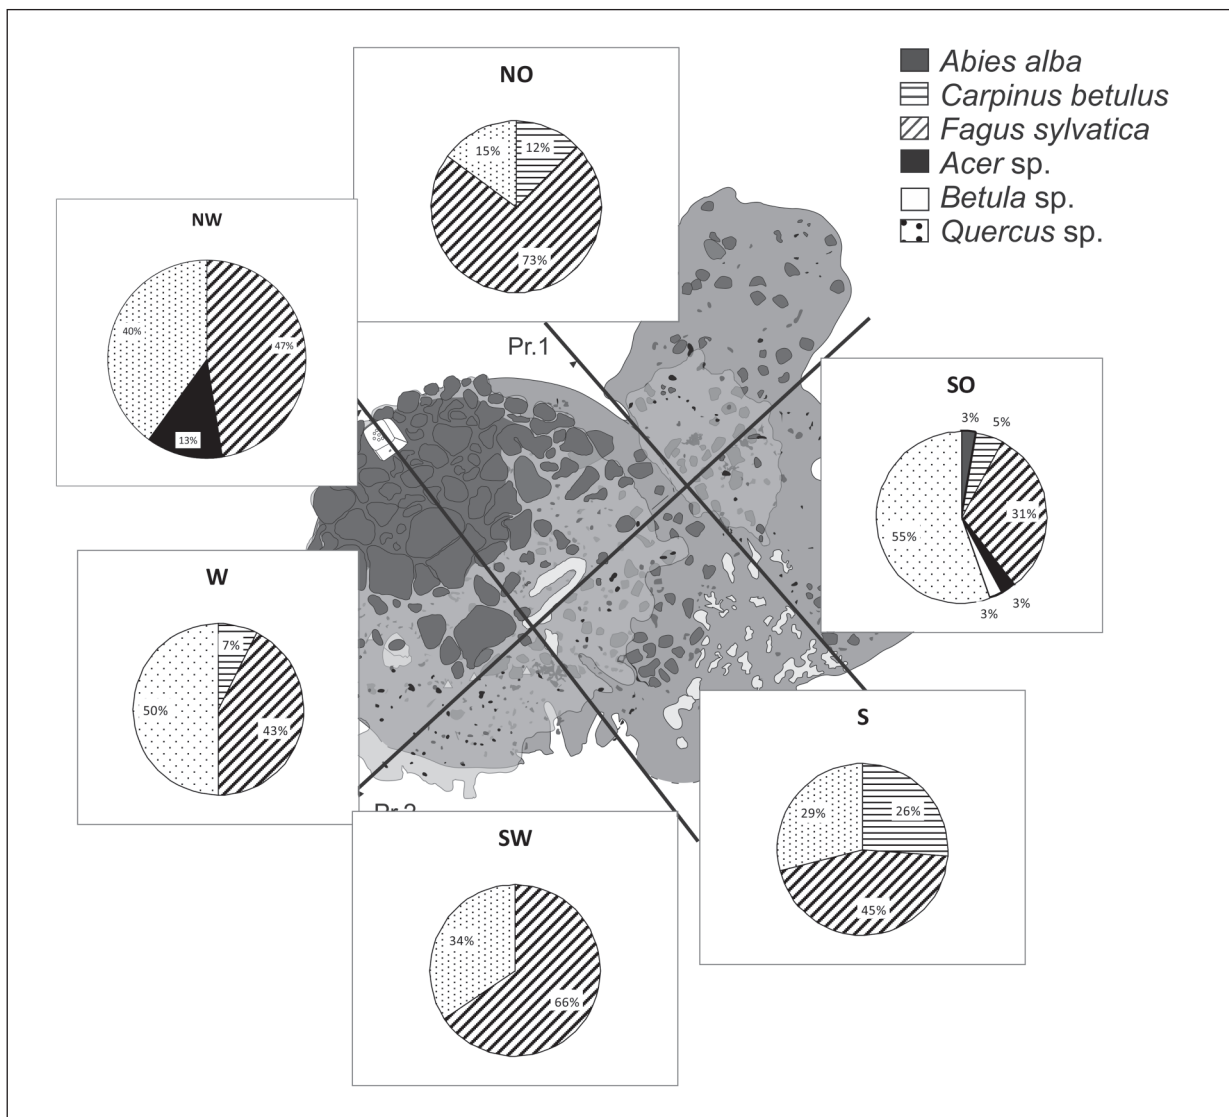 NO
15%
12%
73%
Abies alba
Carpinus betulus
Fagus sylvatica
Acer sp.
Betula sp.
Quercus sp.
NW
40%
47%
13%
Pr.1
SO
3%
5%
31%
55%
3%
3%
W
7%
50%
43%
Pr.2
S
29%
26%
45%
SW
34%
66%